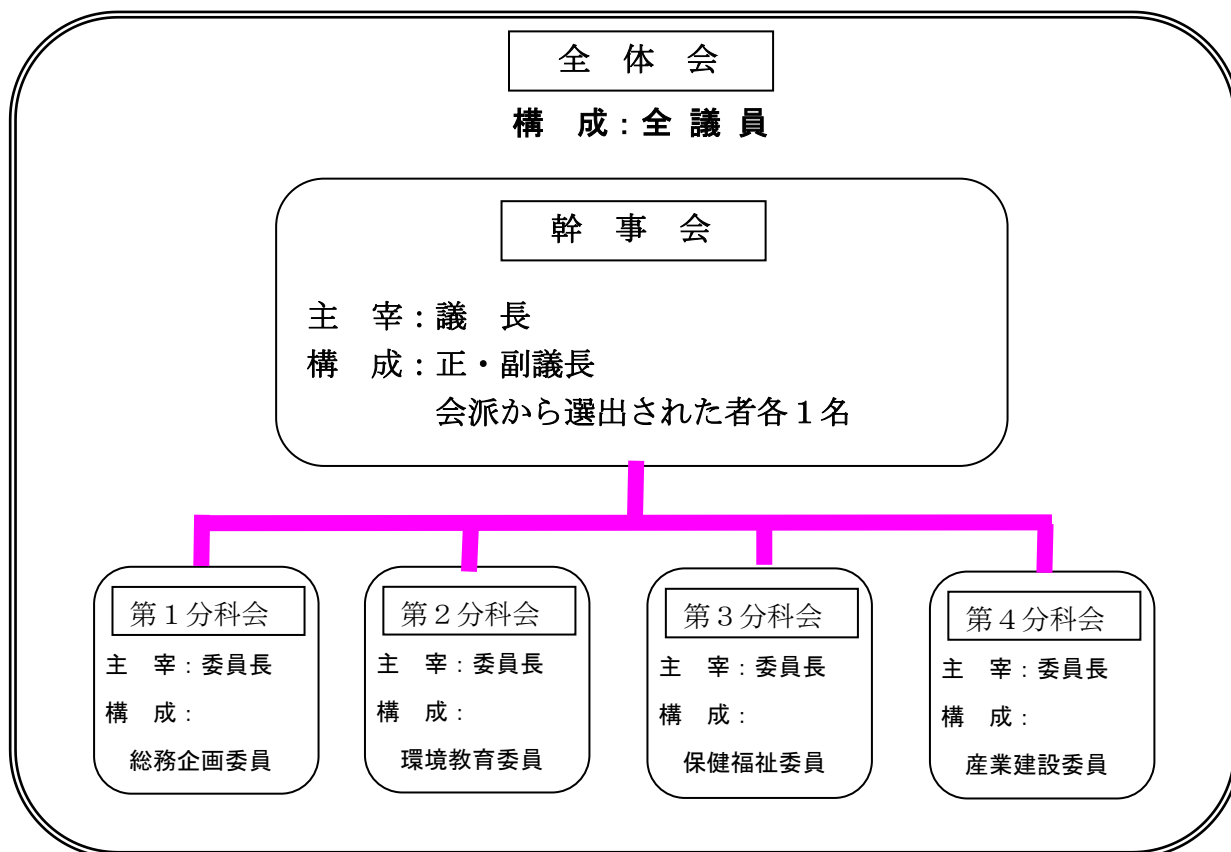 全 体 会
構 成：全 議 員
幹 事 会
主 宰：議 長
構 成：正・副議長
会派から選出された者各１名
第１分科会
主 宰：委員長
構 成：
総務企画委員
第２分科会
主 宰：委員長
構 成：
環境教育委員
第３分科会
主 宰：委員長
構 成：
保健福祉委員
第４分科会
主 宰：委員長
構 成：
産業建設委員